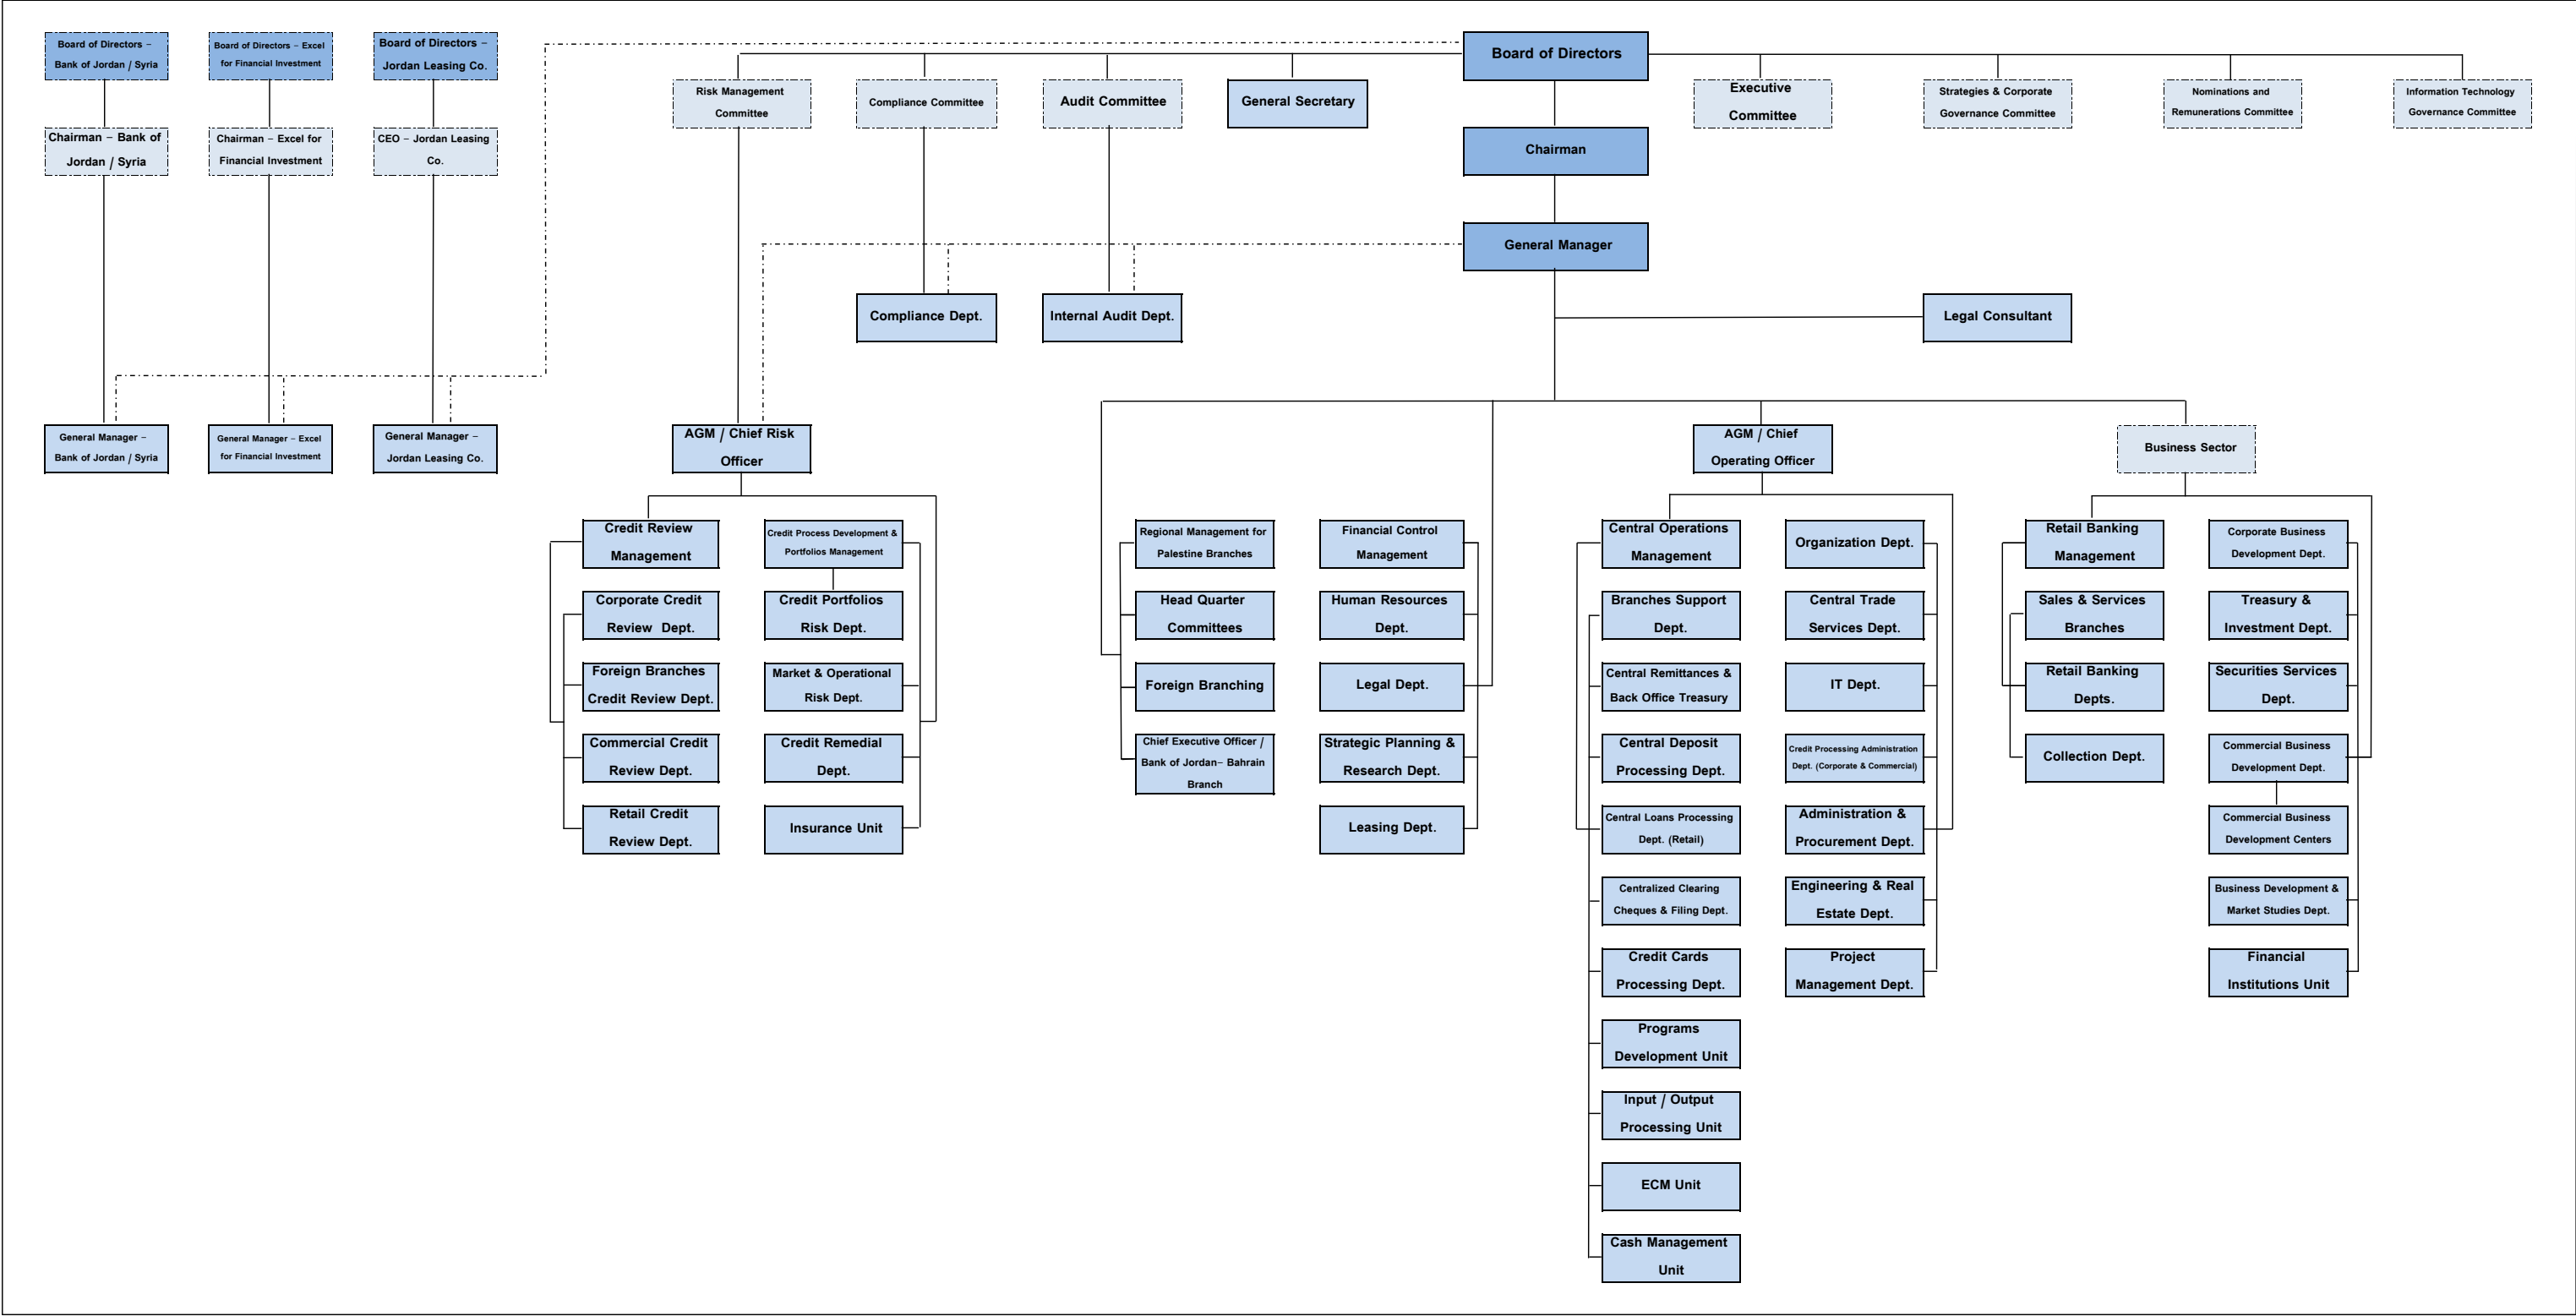 Board of Directors –
Bank of Jordan / Syria
Board of Directors – Excel
for Financial Investment
Board of Directors –
Jordan Leasing Co.
Board of Directors
Risk Management
Committee
Compliance Committee
Audit Committee
General Secretary
Executive
Committee
Strategies & Corporate
Governance Committee
Nominations and
Remunerations Committee
Information Technology
Governance Committee
Chairman – Bank of
Jordan / Syria
Chairman – Excel for
Financial Investment
CEO – Jordan Leasing
Co.
Chairman
General Manager
Compliance Dept.
Internal Audit Dept.
Legal Consultant
General Manager –
Bank of Jordan / Syria
General Manager – Excel
for Financial Investment
General Manager –
Jordan Leasing Co.
AGM / Chief Risk
Officer
AGM / Chief
Operating Officer
Business Sector
Credit Review
Management
Corporate Credit
Review Dept.
Foreign Branches
Credit Review Dept.
Commercial Credit
Review Dept.
Retail Credit
Review Dept.
Credit Process Development &
Portfolios Management
Credit Portfolios
Risk Dept.
Market & Operational
Risk Dept.
Credit Remedial
Dept.
Insurance Unit
Regional Management for
Palestine Branches
Head Quarter
Committees
Foreign Branching
Chief Executive Officer /
Bank of Jordan– Bahrain
Branch
Financial Control
Management
Human Resources
Dept.
Legal Dept.
Strategic Planning &
Research Dept.
Leasing Dept.
Central Operations
Management
Branches Support
Dept.
Central Remittances &
Back Office Treasury
Central Deposit
Processing Dept.
Central Loans Processing
Dept. (Retail)
Centralized Clearing
Cheques & Filing Dept.
Credit Cards
Processing Dept.
Programs
Development Unit
Input / Output
Processing Unit
ECM Unit
Cash Management
Unit
Organization Dept.
Central Trade
Services Dept.
IT Dept.
Credit Processing Administration
Dept. (Corporate & Commercial)
Administration &
Procurement Dept.
Engineering & Real
Estate Dept.
Project
Management Dept.
Retail Banking
Management
Sales & Services
Branches
Retail Banking
Depts.
Collection Dept.
Corporate Business
Development Dept.
Treasury &
Investment Dept.
Securities Services
Dept.
Commercial Business
Development Dept.
Commercial Business
Development Centers
Business Development &
Market Studies Dept.
Financial
Institutions Unit